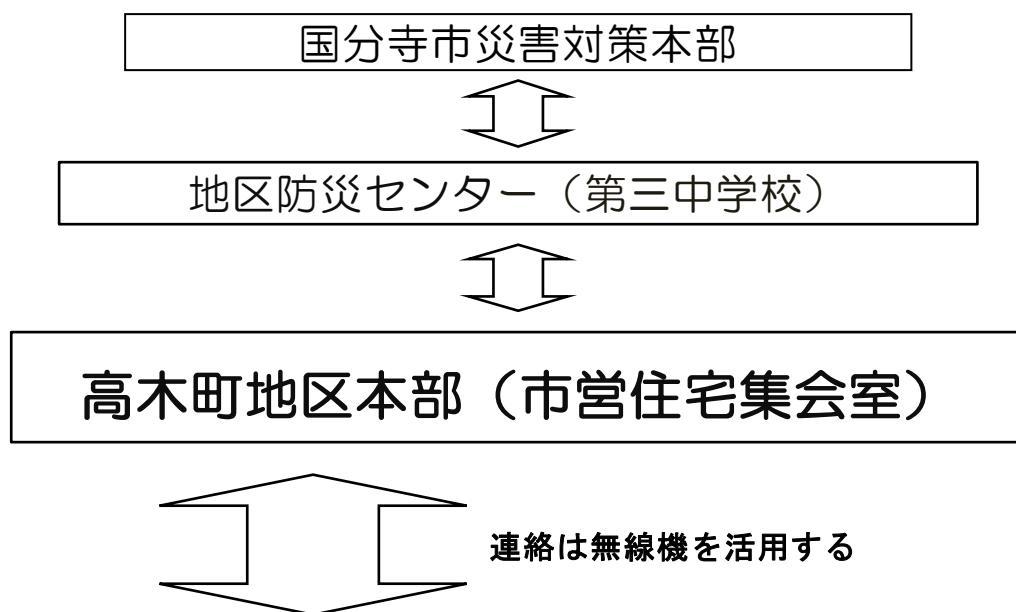 国分寺市災害対策本部
地区防災センター（第三中学校）
高木町地区本部（市営住宅集会室）
連絡は無線機を活用する